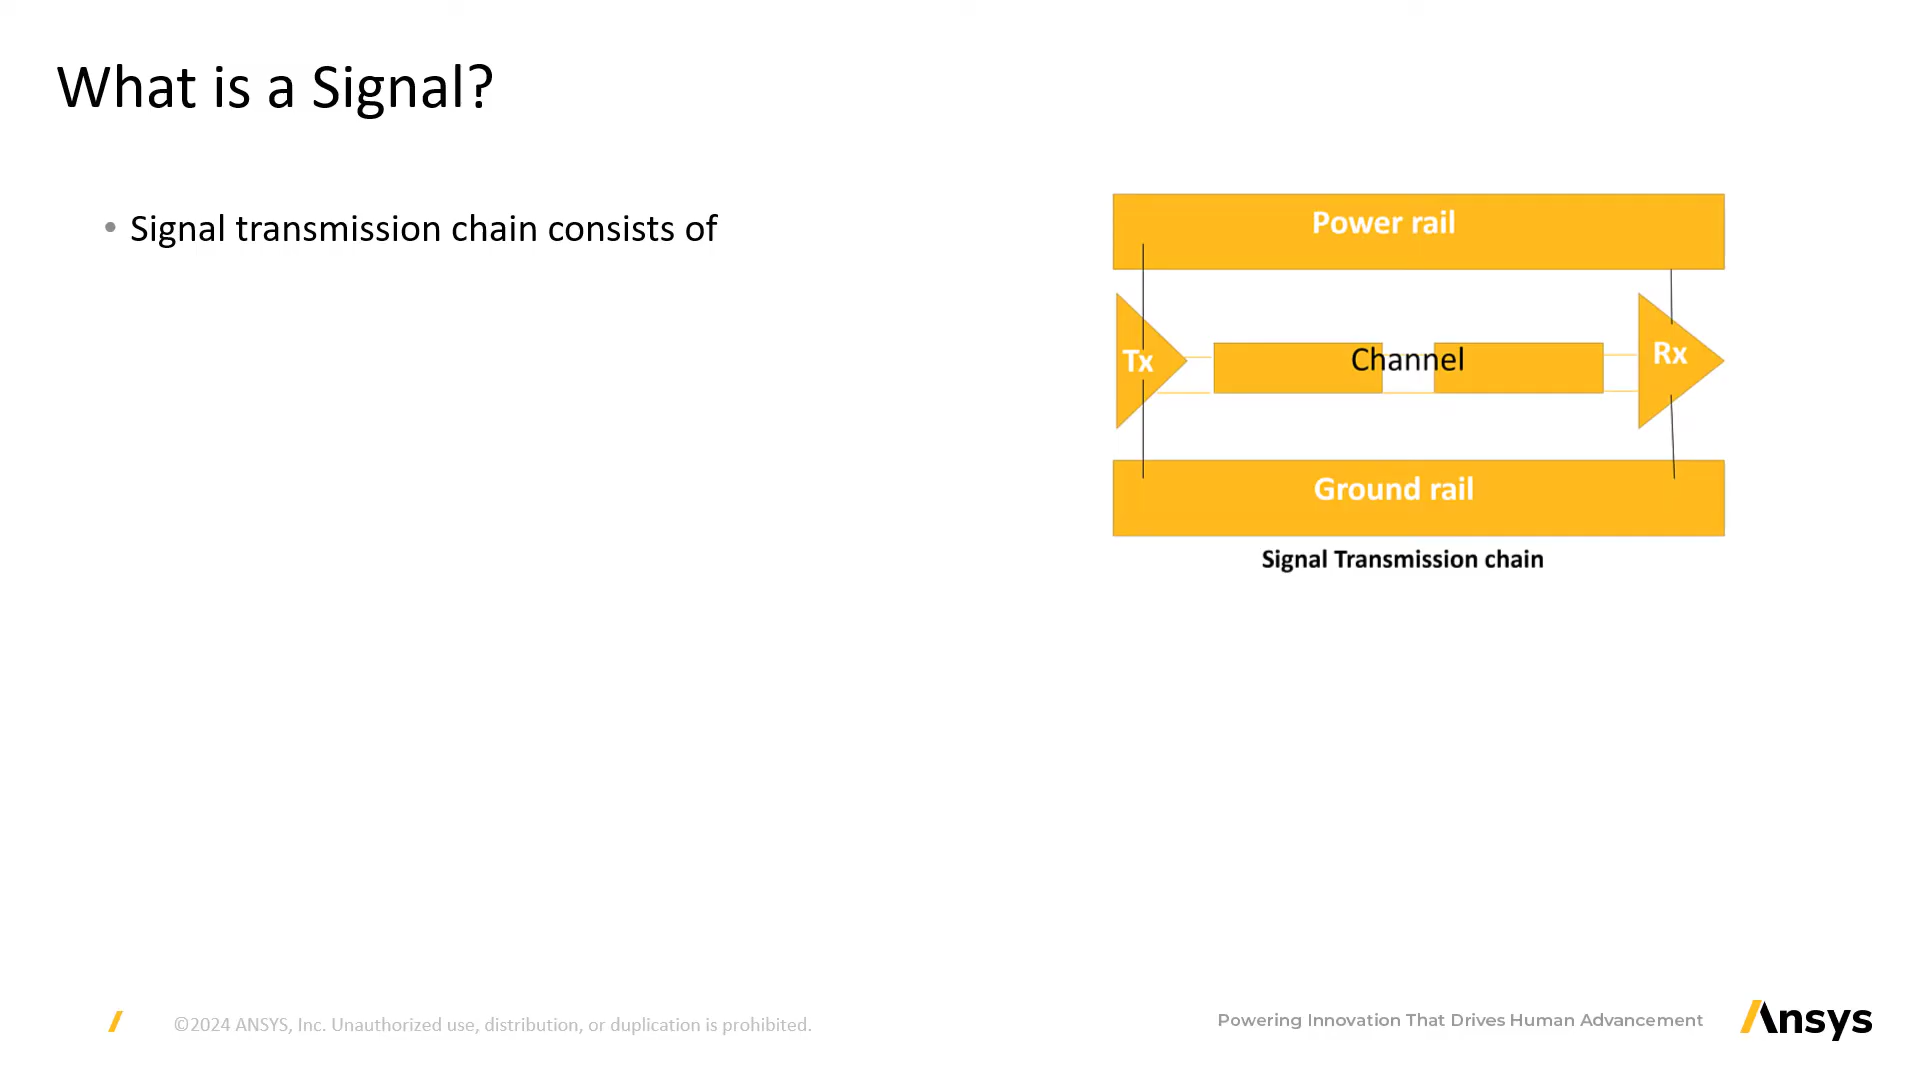 What is a Signal?
• Signal transmission chain consists of
Power rail
Tx
Channel
Rx
Ground rail
Signal Transmission chain
©2024 ANSYS, Inc. Unauthorized use, distribution, or duplication is prohibited.
Powering Innovation That Drives Human Advancement
Ansys